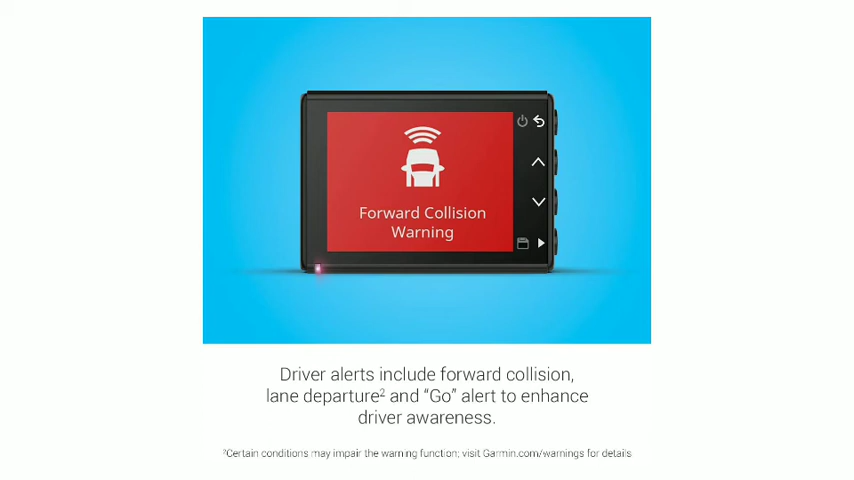 Forward Collision
Warning
Driver alerts include forward collision,
lane departure² and “Go” alert to enhance
driver awareness.
²Certain conditions may impair the warning function; visit Garmin.com/warnings for details